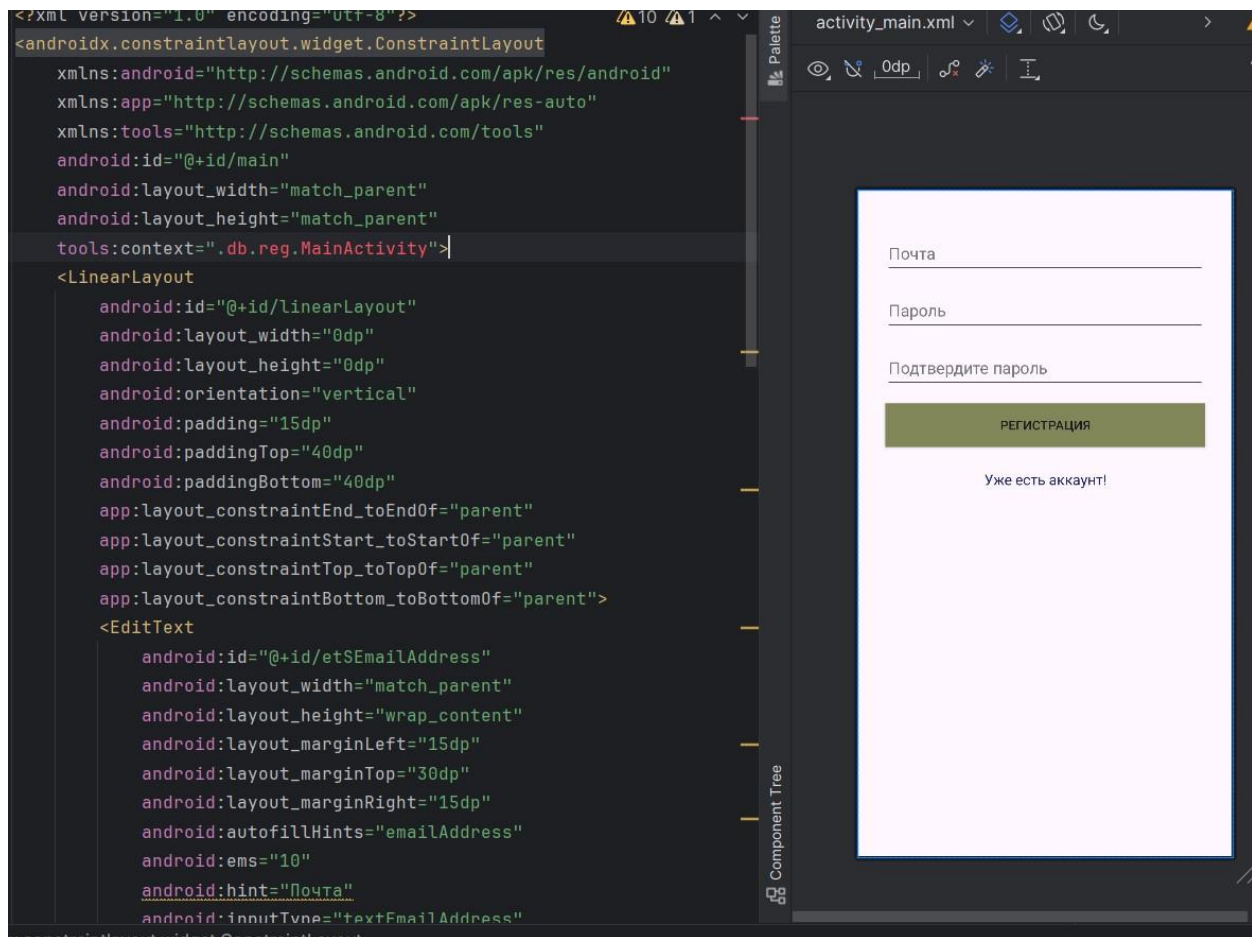 <?xml version="1.0" encoding="utf-8"?>
10 1
<androidx.constraintlayout.widget.ConstraintLayout
xmlns:android="http://schemas.android.com/apk/res/android"
xmlns:app="http://schemas.android.com/apk/res-auto"
xmlns:tools="http://schemas.android.com/tools"
android:id="@+id/main"
android:layout_width="match_parent"
android:layout_height="match_parent"
tools:context=".db.reg.MainActivity">
<LinearLayout
android:id="@+id/linearLayout"
android:layout_width="0dp"
android:layout_height="0dp"
android:orientation="vertical"
android:padding="15dp"
android:paddingTop="40dp"
android:paddingBottom="40dp"
app:layout_constraintEnd_toEndOf="parent"
app:layout_constraintStart_toStartOf="parent"
app:layout_constraintTop_toTopOf="parent"
app:layout_constraintBottom_toBottomOf="parent">
<EditText
android:id="@+id/etSEmailAddress"
android:layout_width="match_parent"
android:layout_height="wrap_content"
android:layout_marginLeft="15dp"
android:layout_marginTop="30dp"
android:layout_marginRight="15dp"
android:autofillHints="emailAddress"
android:ems="10"
android:hint="Почта"
android:inputType="textEmailAddress"
Palette
Component Tree
activity_main.xml
0dp
Почта
Пароль
Подтвердите пароль
РЕГИСТРАЦИЯ
Уже есть аккаунт!